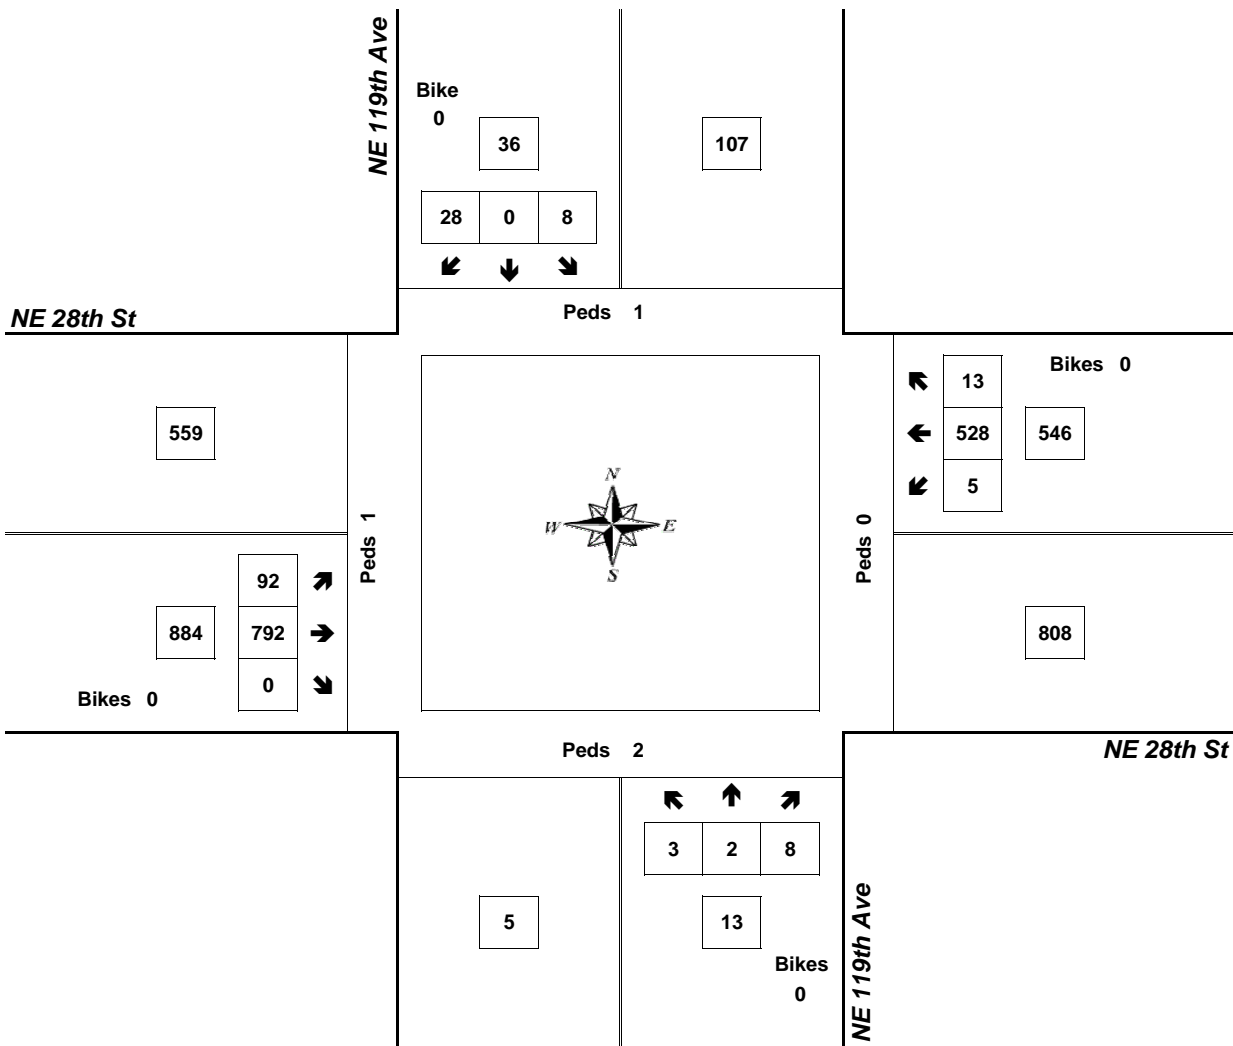 NE 119th Ave
Bike
0
36
107
28 0 8
Peds 1
NE 28th St
13
Bikes 0
559
528
546
5
N
W E
S
Peds 1
Peds 0
92
884
792
808
0
Bikes 0
Peds 2
NE 28th St
3 2 8
5
13
Bikes
0
NE 119th Ave